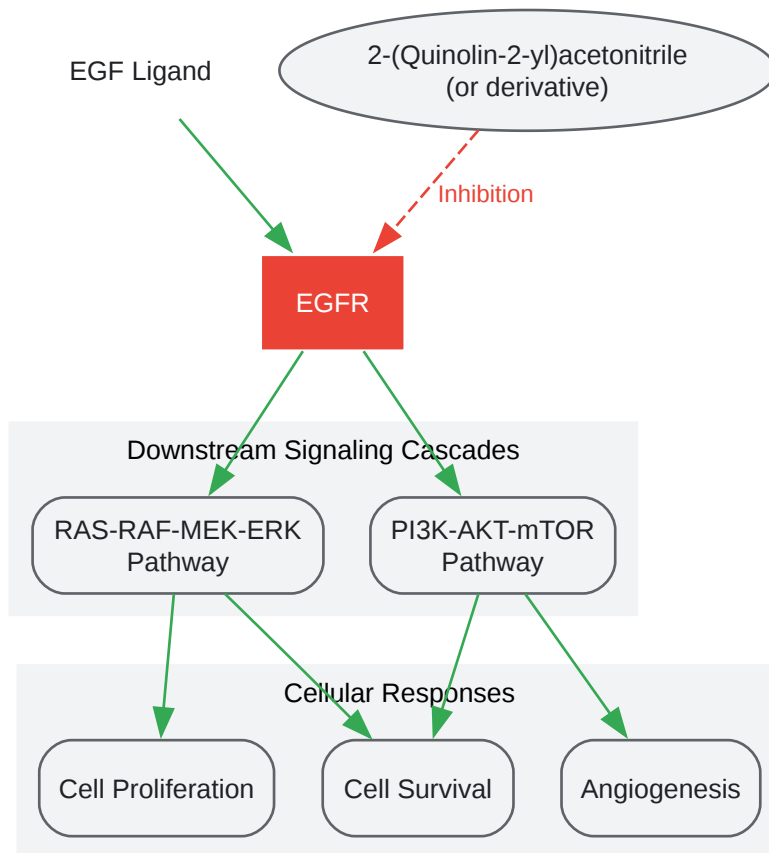 EGF Ligand
2-(Quinolin-2-yl)acetonitrile
(or derivative)
Inhibition
EGFR
Downstream Signaling Cascades
RAS-RAF-MEK-ERK
Pathway
PI3K-AKT-mTOR
Pathway
Cellular Responses
Cell Proliferation
Cell Survival
Angiogenesis